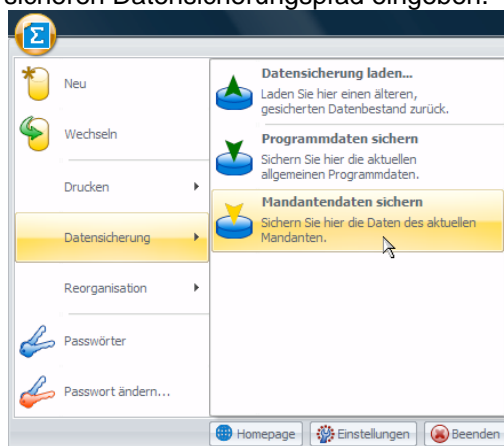 sicheren Datensicherungspfad eingeben.
Σ
Neu
Wechseln
Drucken
Datensicherung
Reorganisation
Passwörter
Passwort ändern...
Datensicherung laden...
Laden Sie hier einen älteren,
gesicherten Datenbestand zurück.
Programmdaten sichern
Sichern Sie hier die aktuellen
allgemeinen Programmdaten.
Mandantendaten sichern
Sichern Sie hier die Daten des aktuellen
Mandanten.
Homepage
Einstellungen
Beenden